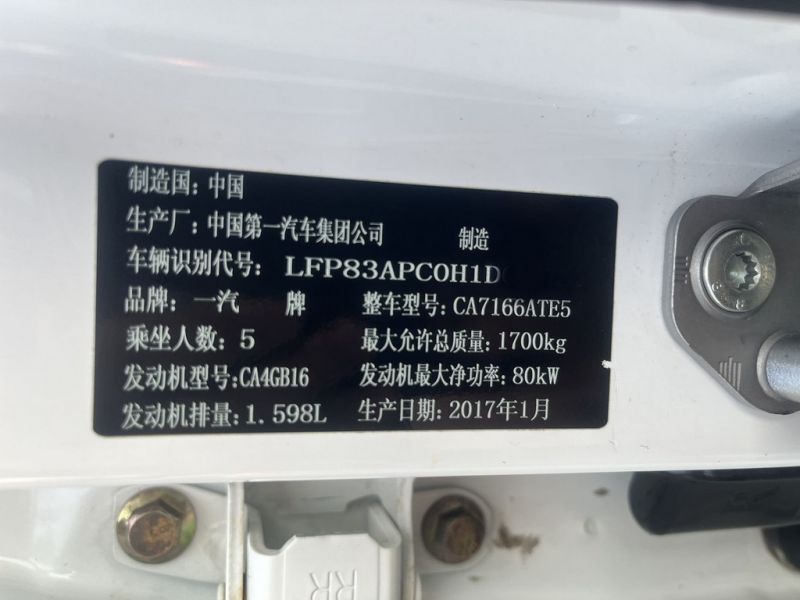 制造国：中国
生产厂：中国第一汽车集团公司 制造
车辆识别代号：LFP83APC0H1D
品牌：一汽 牌 整车型号：CA7166ATE5
乘坐人数：5 最大允许总质量：1700kg
发动机型号：CA4GB16 发动机最大净功率：80kW
发动机排量：1.598L 生产日期：2017年1月
RR